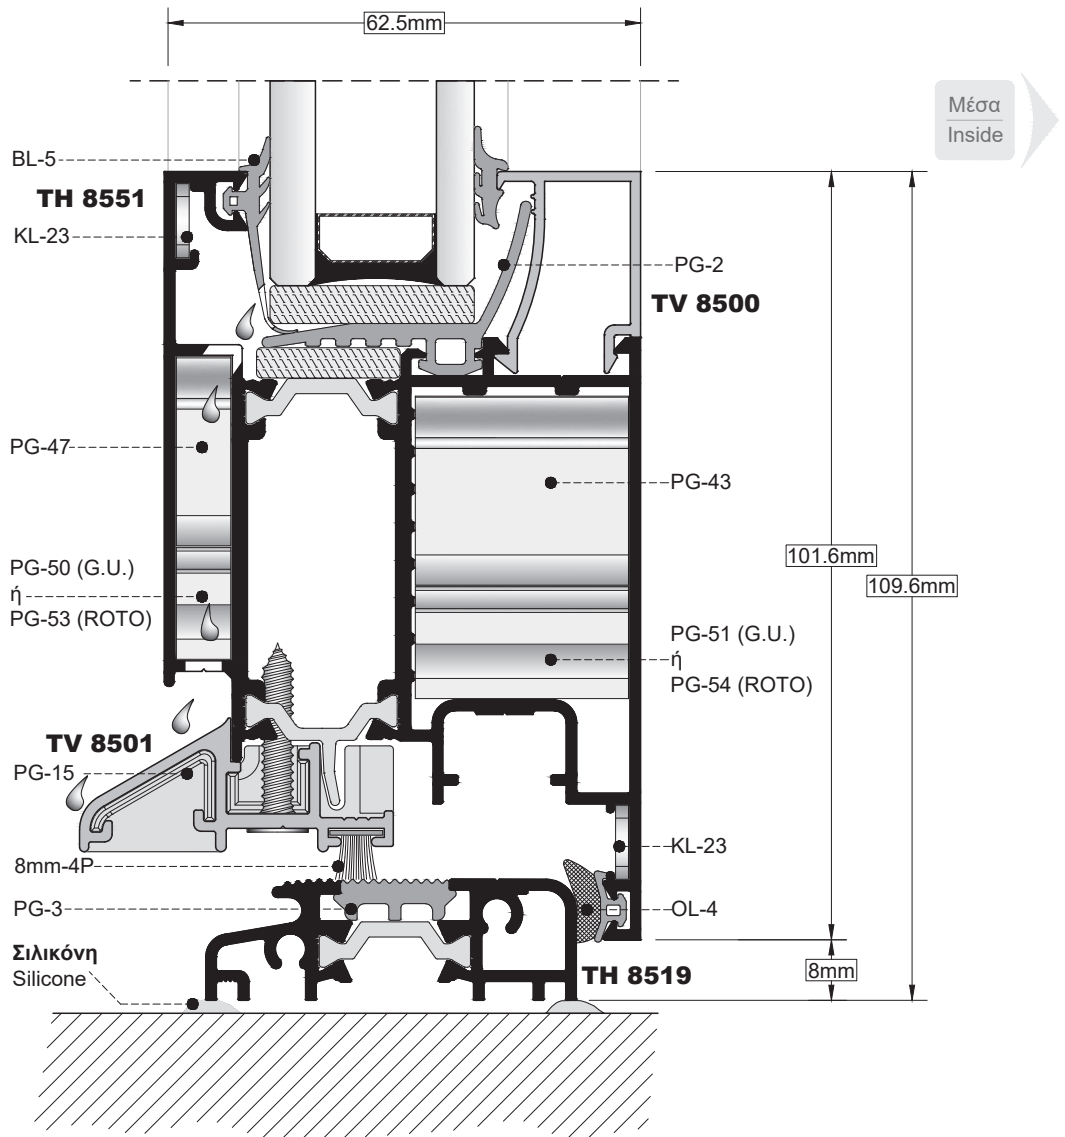 62.5mm
Μέσα
Inside
BL-5
TH 8551
KL-23
PG-2
TV 8500
PG-47
PG-43
PG-50 (G.U.)
ή
PG-53 (ROTO)
101.6mm
109.6mm
PG-51 (G.U.)
ή
PG-54 (ROTO)
TV 8501
PG-15
8mm-4P
KL-23
PG-3
OL-4
Σιλικόνη
Silicone
TH 8519
8mm